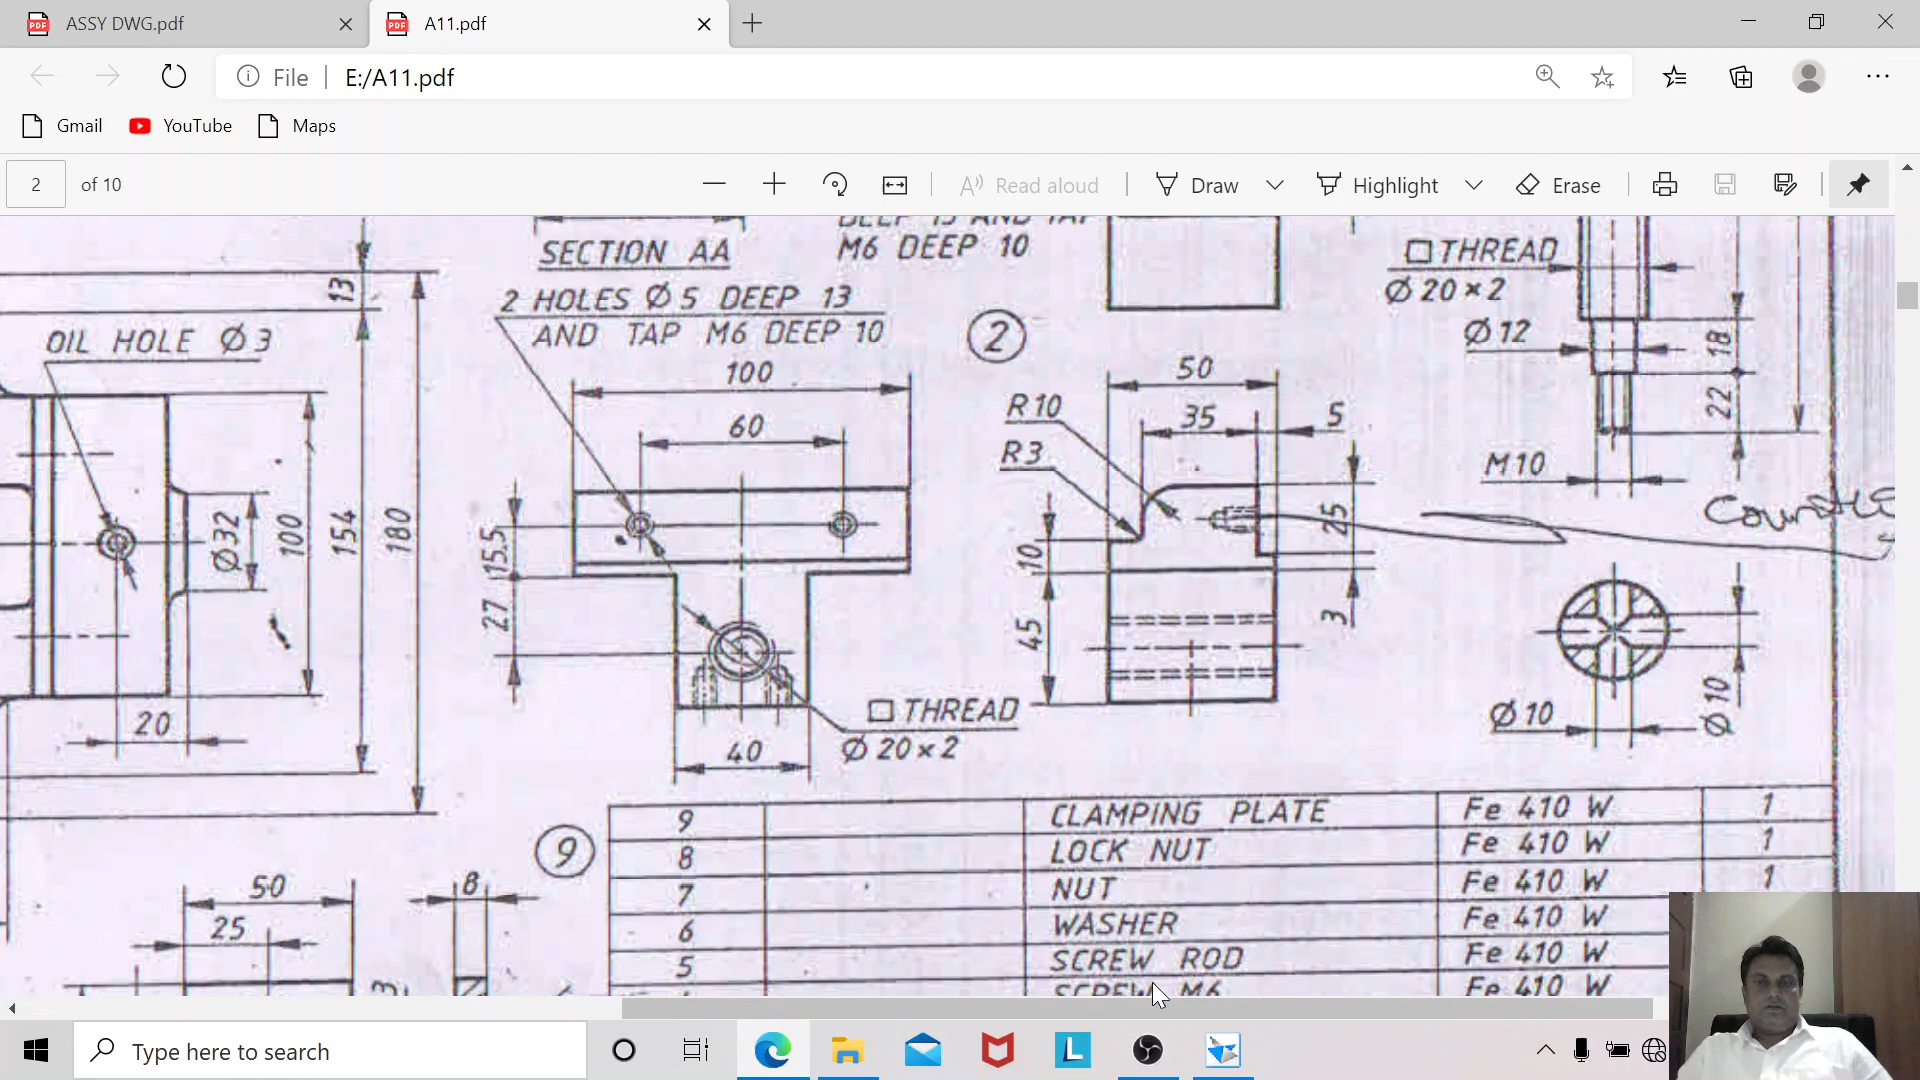 ASSY DWG.pdf
A11.pdf
File
E:/A11.pdf
Gmail
YouTube
Maps
2
of 10
Read aloud
Draw
Highlight
Erase
SECTION AA
M6 DEEP 10
2 HOLES Ø 5 DEEP 13
AND TAP M6 DEEP 10
OIL HOLE Ø 3
13
100
60
15.5
27
40
□ THREAD
Ø 20 × 2
Ø 32
100
154
180
20
2
50
35
5
R 10
R 3
10
25
45
3
□ THREAD
Ø 20 × 2
Ø 12
18
22
M 10
Ø 10
Ø 10
50
25
8
9
9 CLAMPING PLATE Fe 410 W 1
8 LOCK NUT Fe 410 W 1
7 NUT Fe 410 W 1
6 WASHER Fe 410 W
5 SCREW ROD Fe 410 W
SCREW M6 Fe 410 W
Type here to search